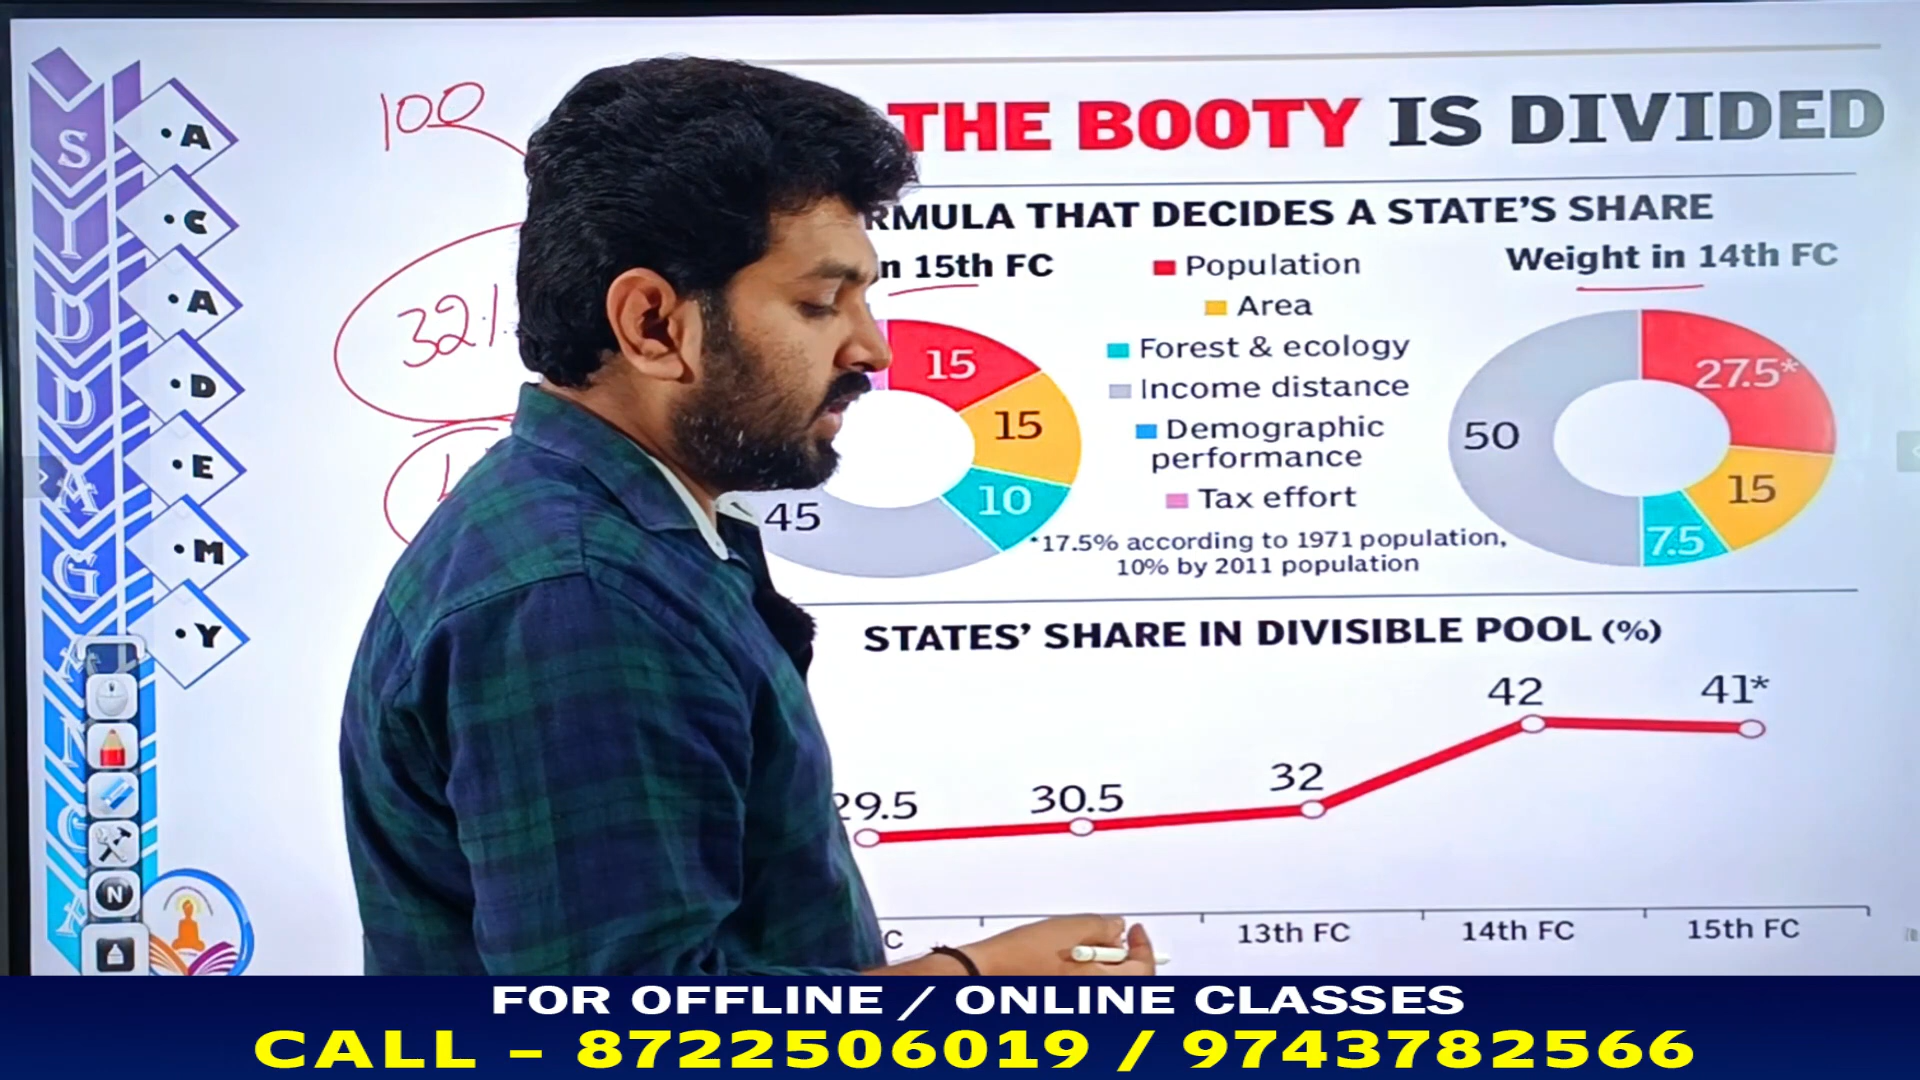 SIDDAGANGA
ACADEMY
100
32%
THE BOOTY IS DIVIDED
RMULA THAT DECIDES A STATE'S SHARE
n 15th FC
15
15
10
45
Population
Area
Forest & ecology
Income distance
Demographic
performance
Tax effort
*17.5% according to 1971 population,
10% by 2011 population
Weight in 14th FC
27.5*
15
7.5
50
STATES' SHARE IN DIVISIBLE POOL (%)
29.5
30.5
32
42
41*
C
13th FC
14th FC
15th FC
N
FOR OFFLINE / ONLINE CLASSES
CALL – 8722506019 / 9743782566